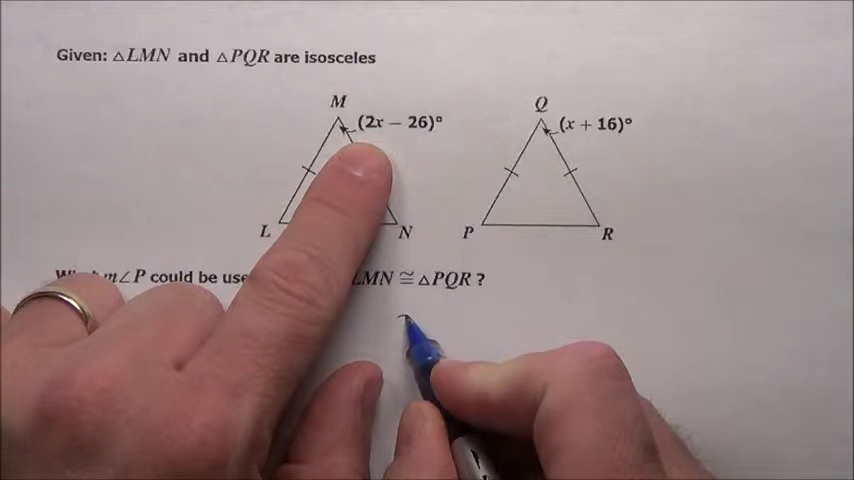 Given: △LMN and △PQR are isosceles
M
(2x − 26)°
Q
(x + 16)°
L
N
P
R
m∠P could be use LMN ≅ △PQR ?